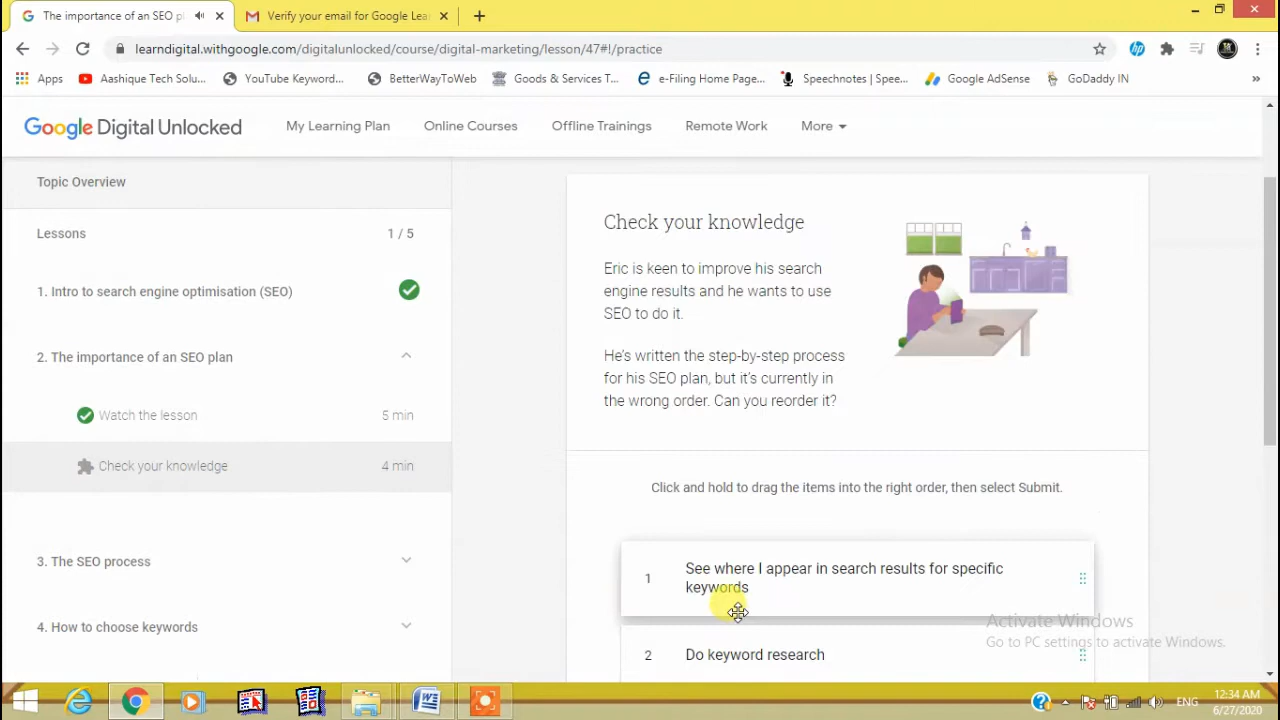 The importance of an SEO pl
Verify your email for Google Lea
learndigital.withgoogle.com/digitalunlocked/course/digital-marketing/lesson/47#!/practice
Apps
Aashique Tech Solu...
YouTube Keyword...
BetterWayToWeb
Goods & Services T...
e-Filing Home Page...
Speechnotes | Spee...
Google AdSense
GoDaddy IN
»
Google Digital Unlocked
My Learning Plan
Online Courses
Offline Trainings
Remote Work
More
Topic Overview
Lessons 1 / 5
1. Intro to search engine optimisation (SEO)
2. The importance of an SEO plan
Watch the lesson 5 min
Check your knowledge 4 min
3. The SEO process
4. How to choose keywords
Check your knowledge
Eric is keen to improve his search
engine results and he wants to use
SEO to do it.
He's written the step-by-step process
for his SEO plan, but it's currently in
the wrong order. Can you reorder it?
Click and hold to drag the items into the right order, then select Submit.
1 See where I appear in search results for specific
keywords
2 Do keyword research
Activate Windows
Go to PC settings to activate Windows.
ENG
12:34 AM
6/27/2020